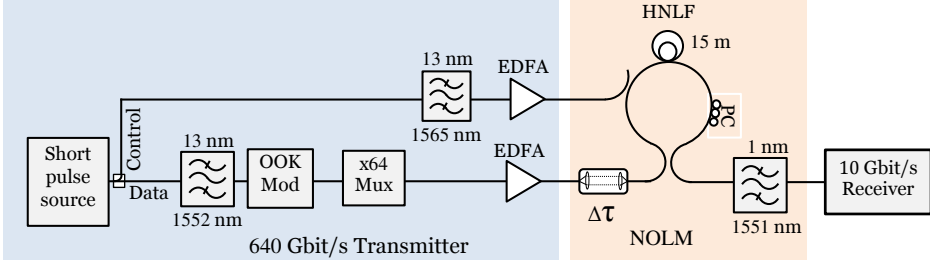 HNLF
15 m
13 nm
EDFA
PC
1565 nm
Control
Short
pulse
source
Data
13 nm
1552 nm
OOK
Mod
x64
Mux
EDFA
Δτ
1 nm
1551 nm
10 Gbit/s
Receiver
640 Gbit/s Transmitter
NOLM